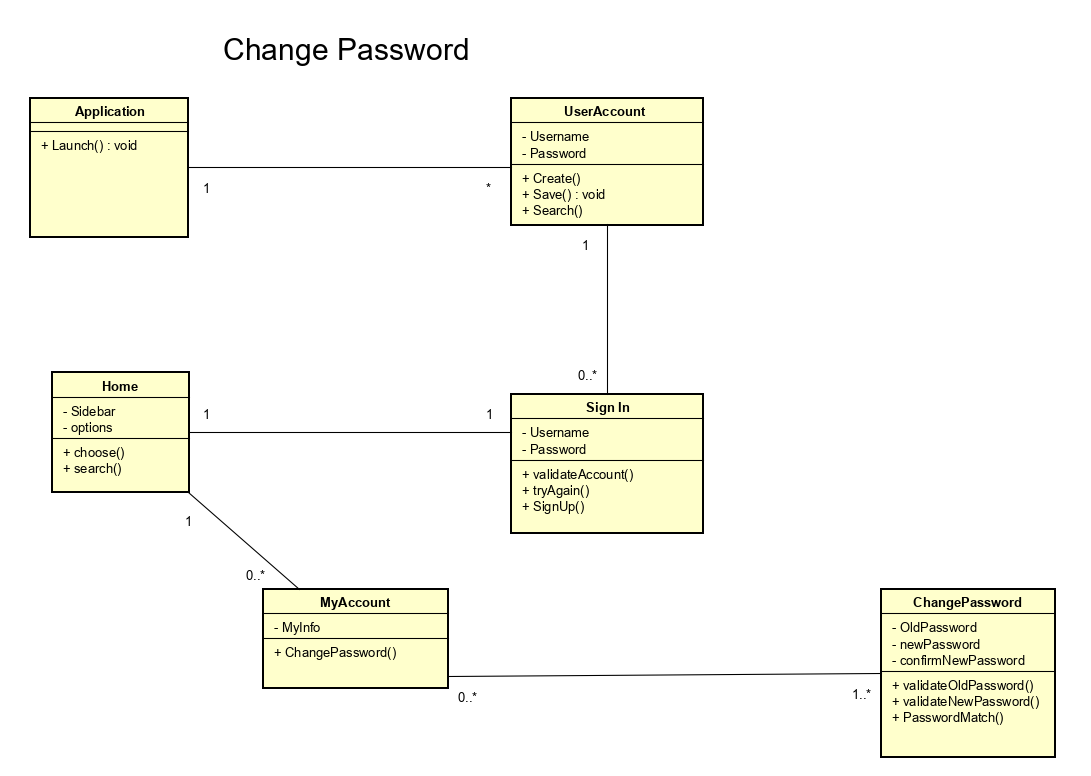 Change Password
Application
+ Launch() : void
UserAccount
- Username
- Password
+ Create()
+ Save() : void
+ Search()
1
*
1
0..*
Home
- Sidebar
- options
+ choose()
+ search()
1
1
Sign In
- Username
- Password
+ validateAccount()
+ tryAgain()
+ SignUp()
1
0..*
MyAccount
- MyInfo
+ ChangePassword()
0..*
1..*
ChangePassword
- OldPassword
- newPassword
- confirmNewPassword
+ validateOldPassword()
+ validateNewPassword()
+ PasswordMatch()